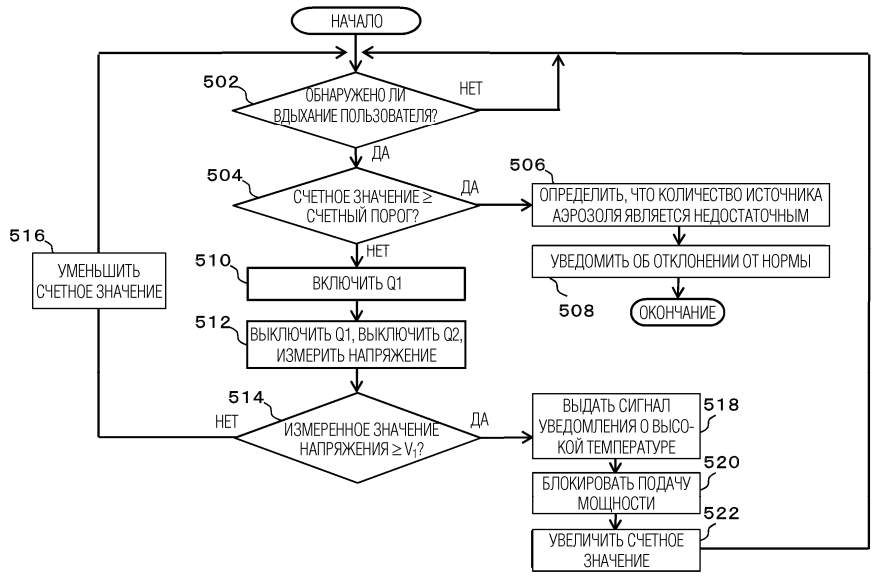 НАЧАЛО
502
ОБНАРУЖЕНО ЛИ
ВДЫХАНИЕ ПОЛЬЗОВАТЕЛЯ?
НЕТ
ДА
504
СЧЕТНОЕ ЗНАЧЕНИЕ ≥
СЧЕТНЫЙ ПОРОГ?
ДА
НЕТ
506
ОПРЕДЕЛИТЬ, ЧТО КОЛИЧЕСТВО ИСТОЧНИКА
АЭРОЗОЛЯ ЯВЛЯЕТСЯ НЕДОСТАТОЧНЫМ
УВЕДОМИТЬ ОБ ОТКЛОНЕНИИ ОТ НОРМЫ
508
ОКОНЧАНИЕ
516
УМЕНЬШИТЬ
СЧЕТНОЕ ЗНАЧЕНИЕ
510
ВКЛЮЧИТЬ Q1
512
ВЫКЛЮЧИТЬ Q1, ВЫКЛЮЧИТЬ Q2,
ИЗМЕРИТЬ НАПРЯЖЕНИЕ
514
НЕТ
ИЗМЕРЕННОЕ ЗНАЧЕНИЕ
НАПРЯЖЕНИЯ ≥ V₁?
ДА
518
ВЫДАТЬ СИГНАЛ
УВЕДОМЛЕНИЯ О ВЫСО-
КОЙ ТЕМПЕРАТУРЕ
520
БЛОКИРОВАТЬ ПОДАЧУ
МОЩНОСТИ
522
УВЕЛИЧИТЬ СЧЕТНОЕ
ЗНАЧЕНИЕ